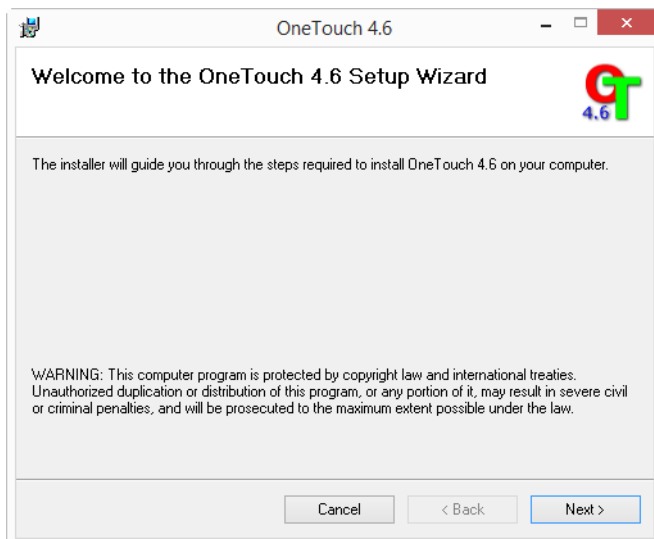 OneTouch 4.6
Welcome to the OneTouch 4.6 Setup Wizard
OT
4.6
The installer will guide you through the steps required to install OneTouch 4.6 on your computer.
WARNING: This computer program is protected by copyright law and international treaties.
Unauthorized duplication or distribution of this program, or any portion of it, may result in severe civil
or criminal penalties, and will be prosecuted to the maximum extent possible under the law.
Cancel
< Back
Next >